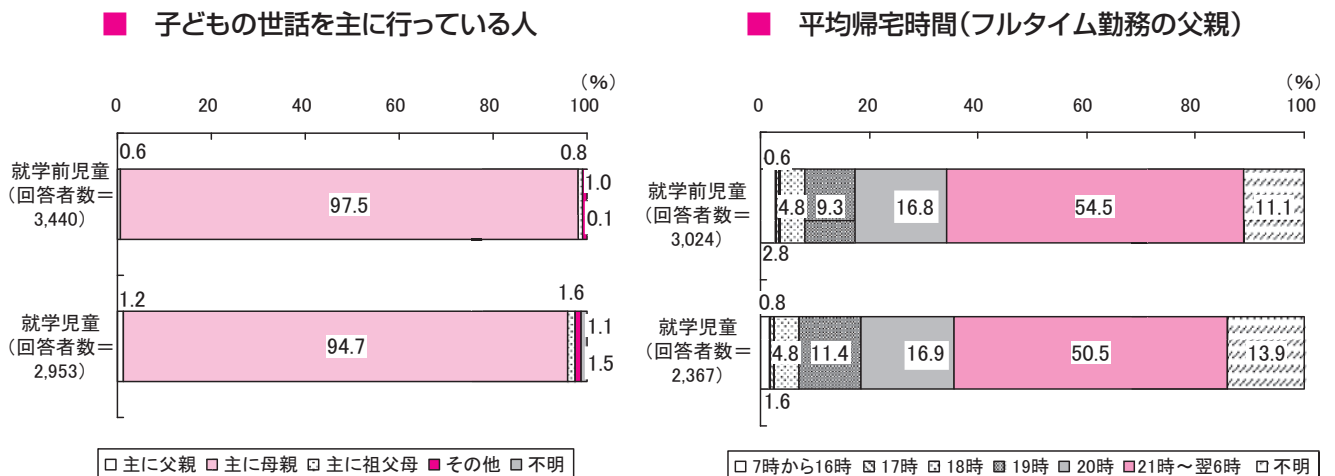 ■ 子どもの世話を主に行っている人
(%)
0 20 40 60 80 100
0.6 0.8
就学前児童
(回答者数＝
3,440)
97.5
1.0
0.1
1.2 1.6
就学児童
(回答者数＝
2,953)
94.7
1.1
1.5
□主に父親 主に母親 主に祖父母 ■その他 不明
■ 平均帰宅時間(フルタイム勤務の父親)
(%)
0 20 40 60 80 100
0.6
就学前児童
(回答者数＝
3,024)
4.8 9.3 16.8 54.5 11.1
2.8
0.8
就学児童
(回答者数＝
2,367)
4.8 11.4 16.9 50.5 13.9
1.6
□7時から16時 17時 18時 19時 20時 21時～翌6時 不明